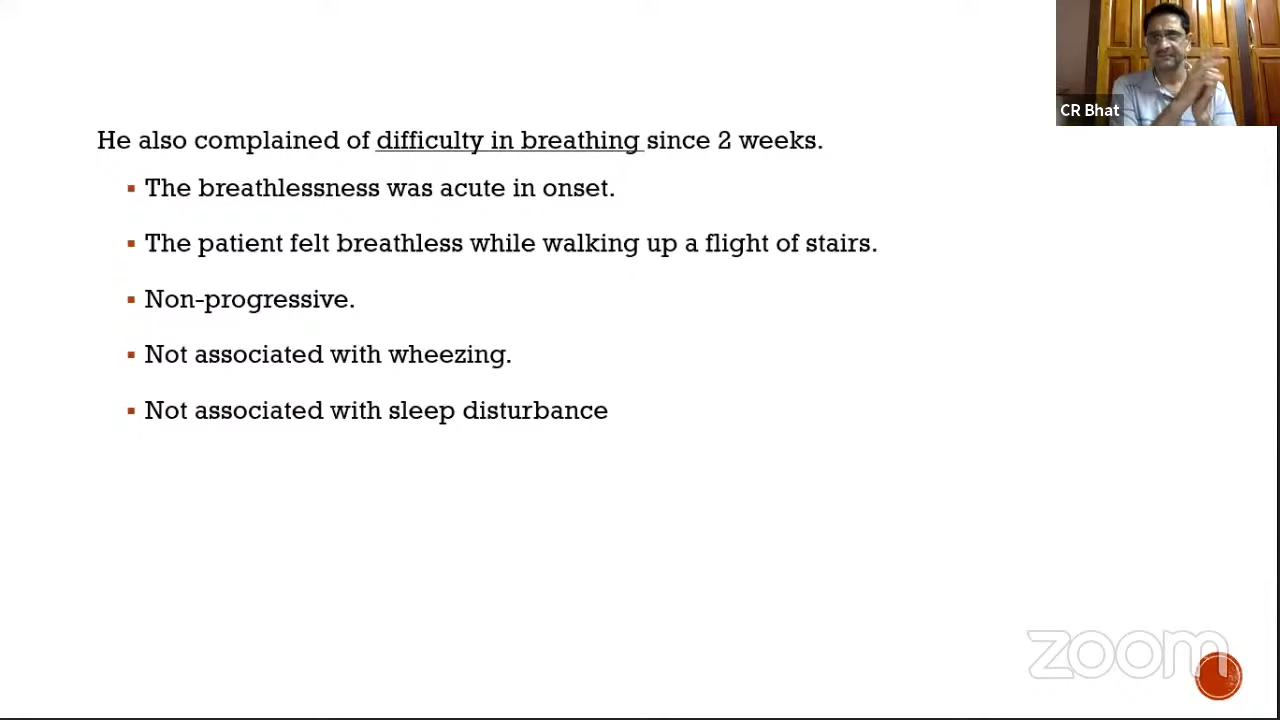 CR Bhat
He also complained of difficulty in breathing since 2 weeks.
▪ The breathlessness was acute in onset.
▪ The patient felt breathless while walking up a flight of stairs.
▪ Non-progressive.
▪ Not associated with wheezing.
▪ Not associated with sleep disturbance
zoom